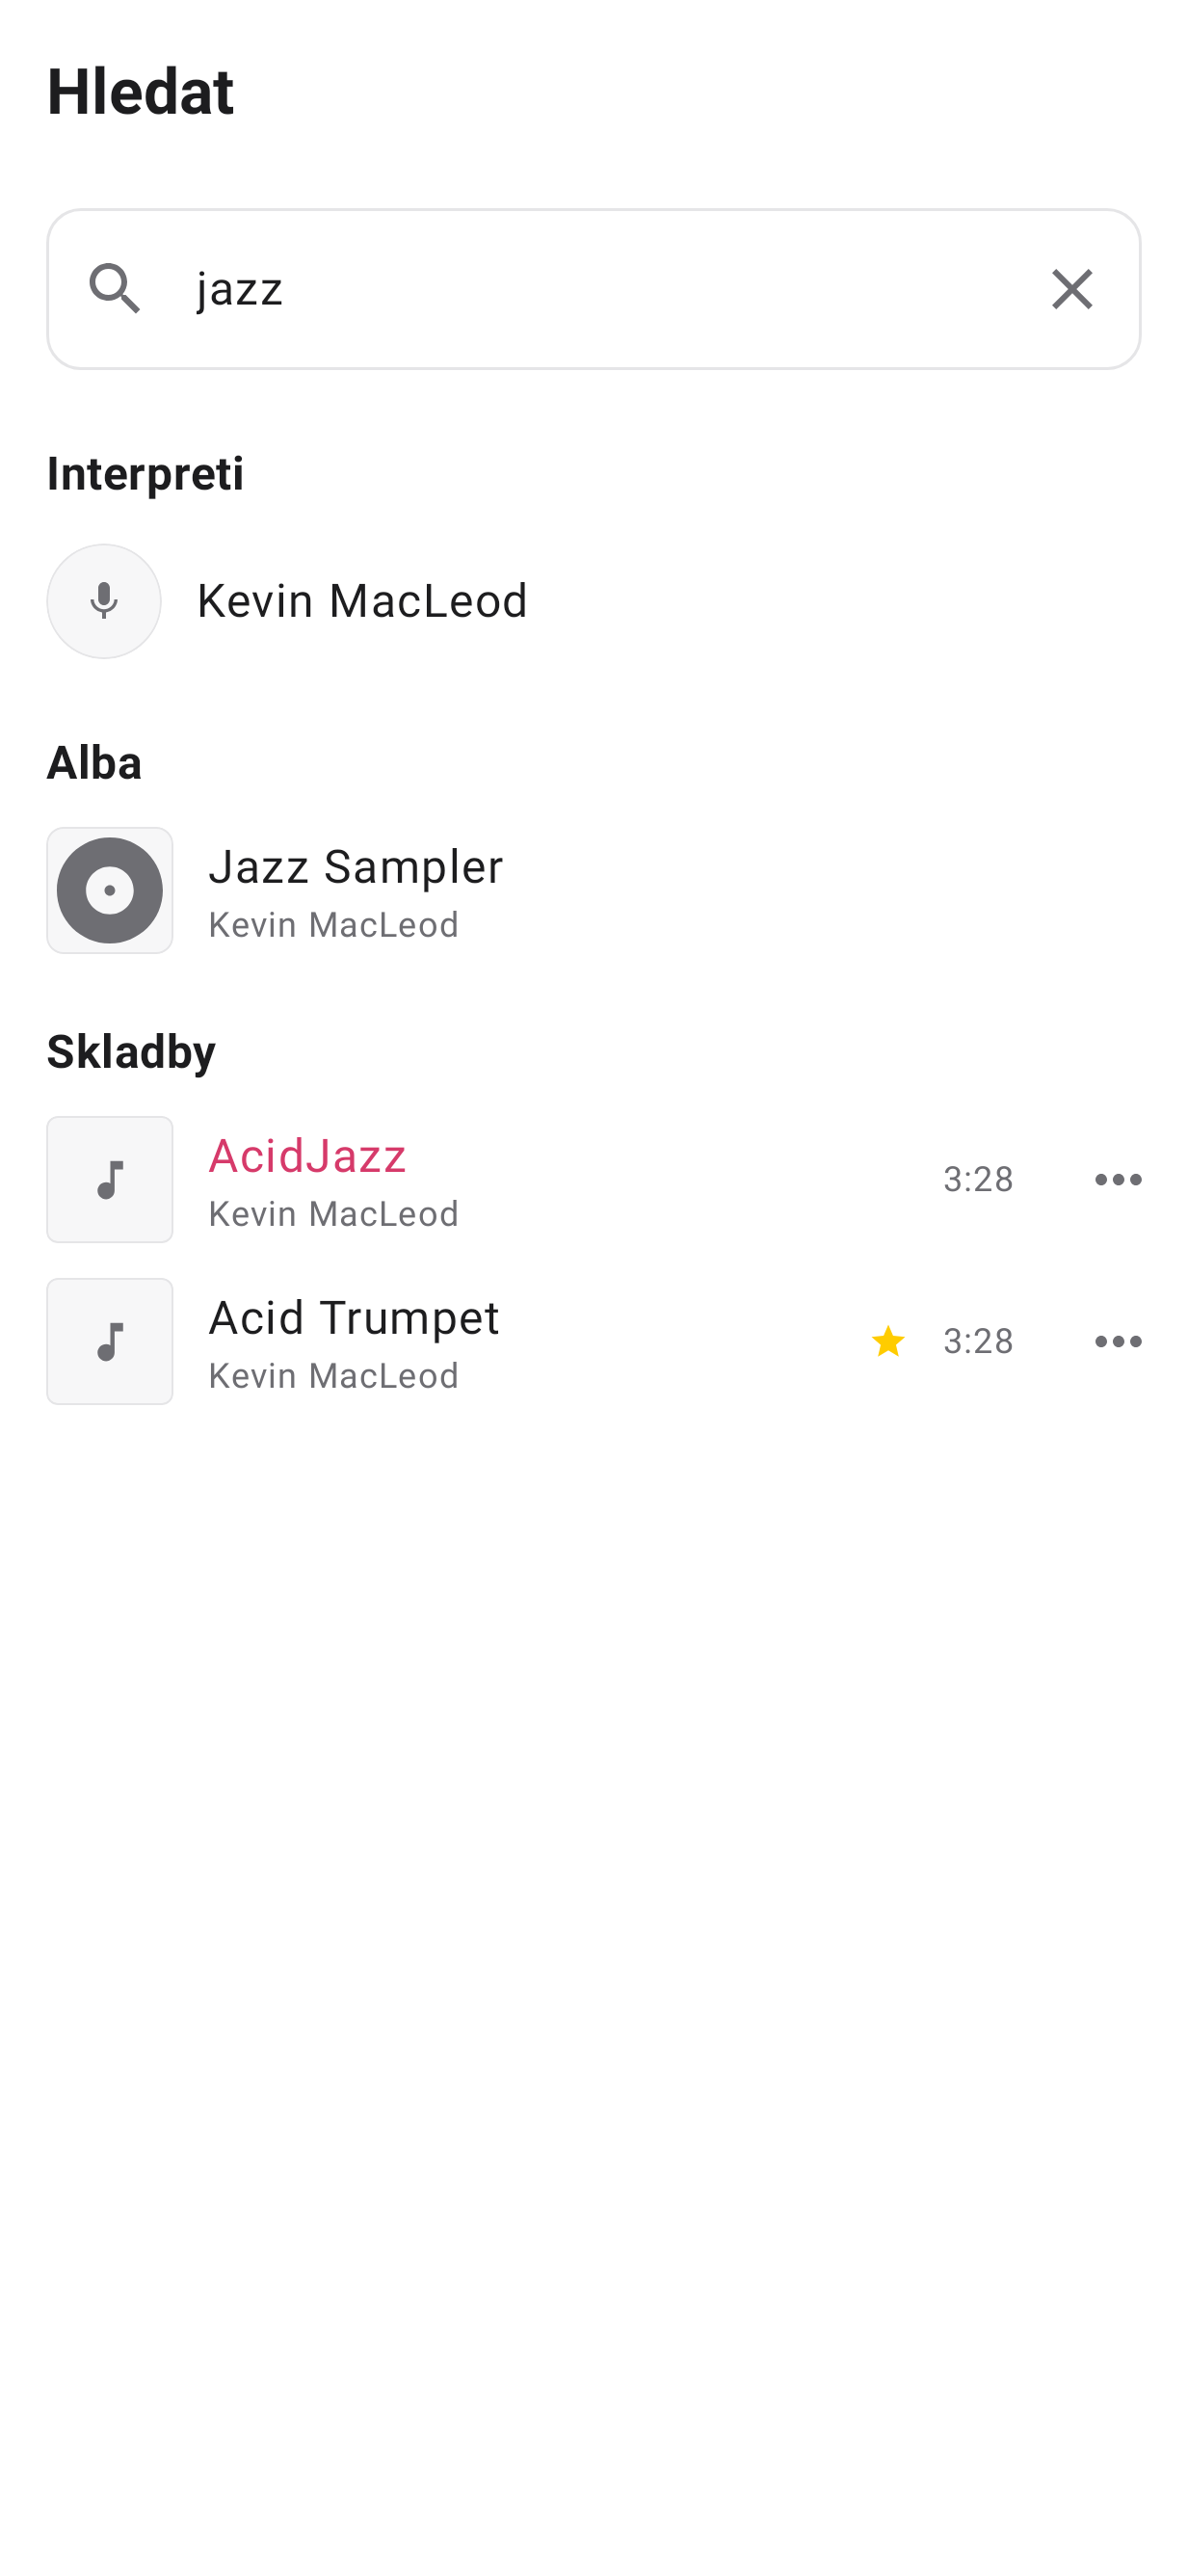 Hledat
jazz
Interpreti
Kevin MacLeod
Alba
Jazz Sampler
Kevin MacLeod
Skladby
AcidJazz
Kevin MacLeod
3:28
Acid Trumpet
Kevin MacLeod
3:28